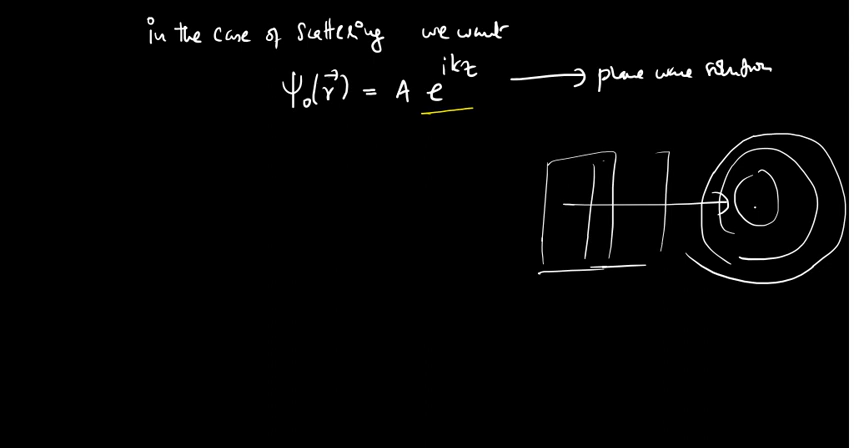 in the case of scattering we want
Ψ₀(r⃗) = A e^{ikz} → plane wave solution